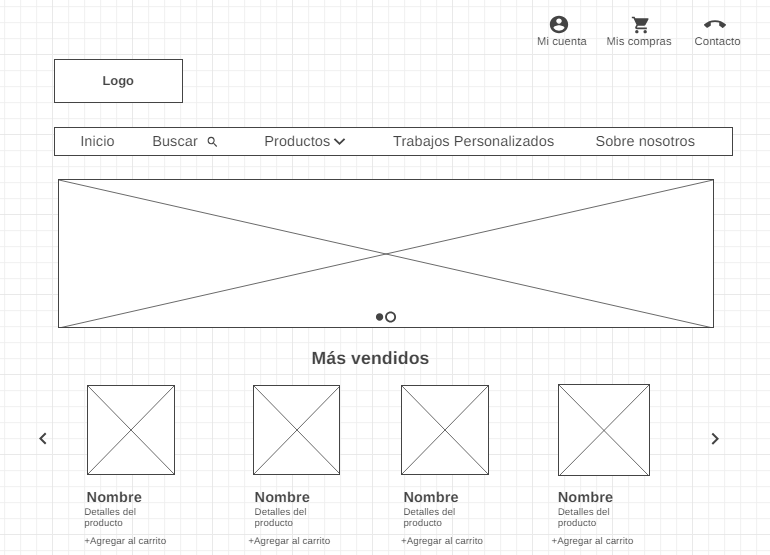 Mi cuenta Mis compras Contacto
Logo
Inicio Buscar Productos Trabajos Personalizados Sobre nosotros
Más vendidos
Nombre Nombre Nombre Nombre
Detalles del Detalles del Detalles del Detalles del
producto producto producto producto
+Agregar al carrito +Agregar al carrito +Agregar al carrito +Agregar al carrito